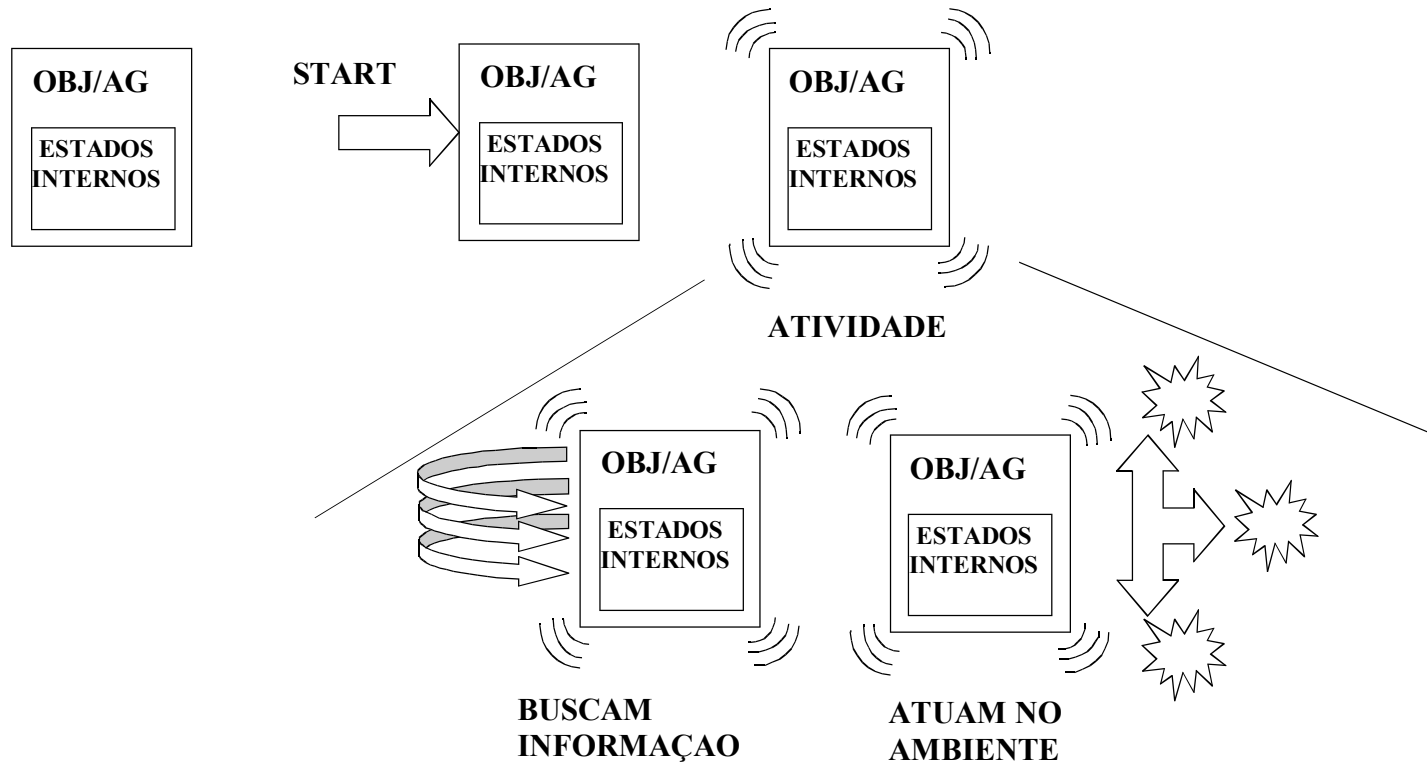 OBJ/AG
ESTADOS
INTERNOS
START
OBJ/AG
ESTADOS
INTERNOS
OBJ/AG
ESTADOS
INTERNOS
ATIVIDADE
OBJ/AG
ESTADOS
INTERNOS
BUSCAM
INFORMAÇAO
OBJ/AG
ESTADOS
INTERNOS
ATUAM NO
AMBIENTE